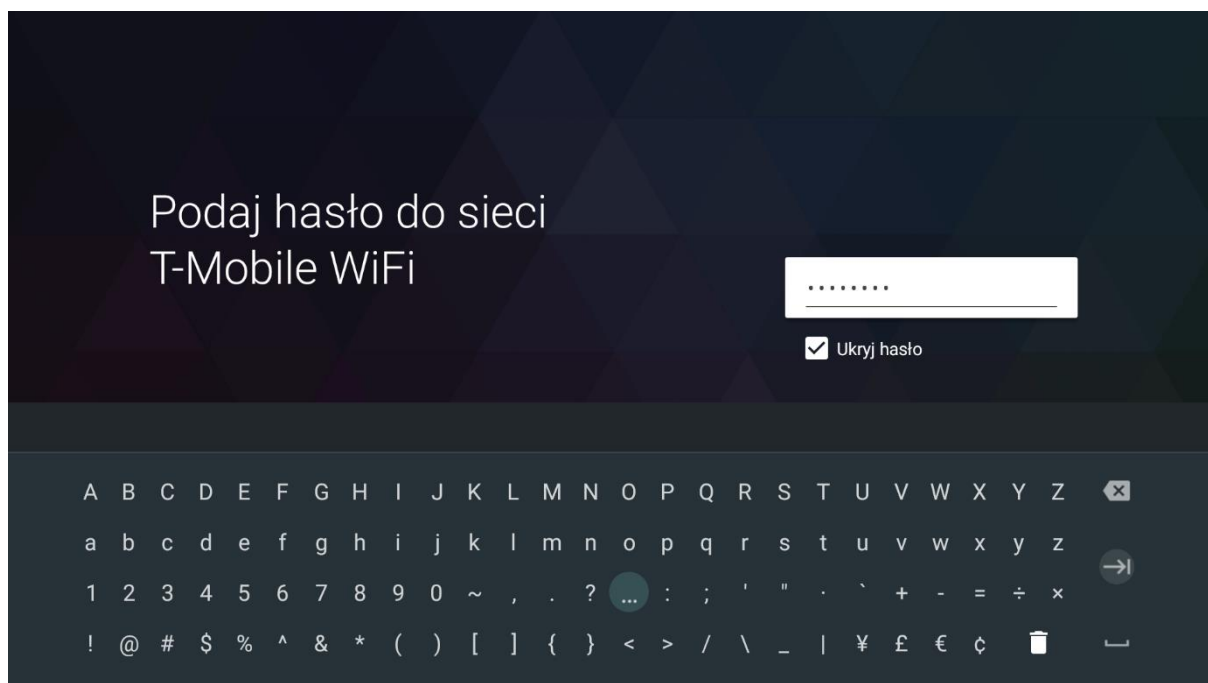 Podaj hasło do sieci
T-Mobile WiFi
........
Ukryj hasło
A B C D E F G H I J K L M N O P Q R S T U V W X Y Z
a b c d e f g h i j k l m n o p q r s t u v w x y z
1 2 3 4 5 6 7 8 9 0 ~ , . ? … : ; ' " · ` + - = ÷ ×
! @ # $ % ^ & * ( ) [ ] { } < > / \ _ | ¥ £ € ¢